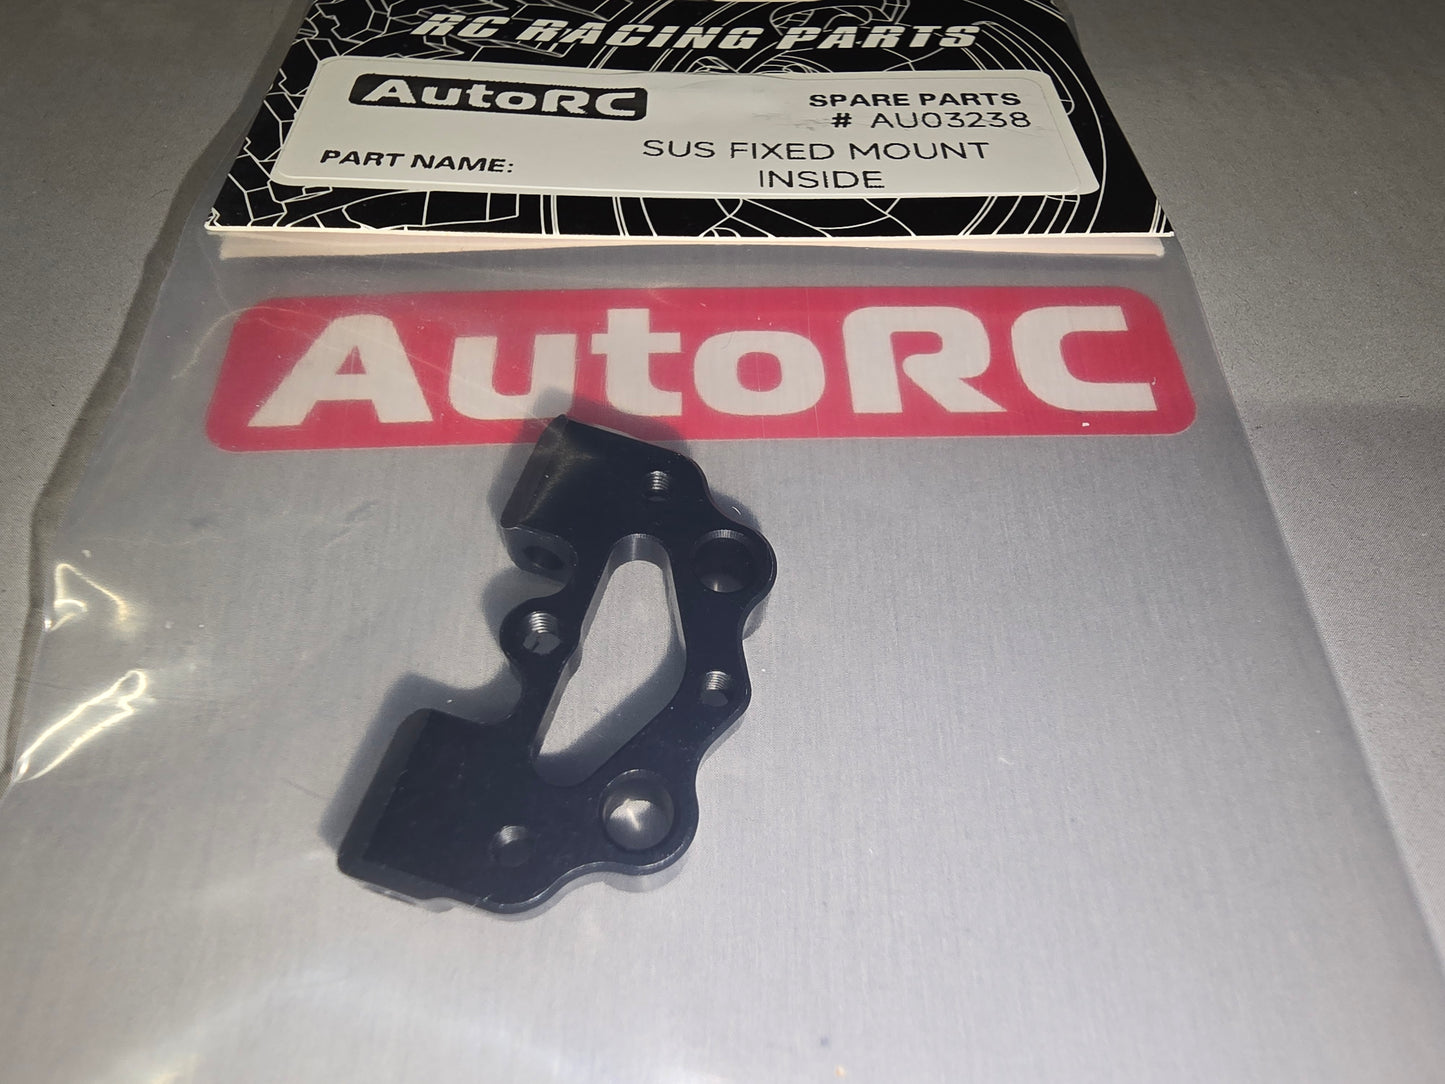 RC RACING PARTS
AutoRC
SPARE PARTS
# AU03238
PART NAME:
SUS FIXED MOUNT
INSIDE
AutoRC